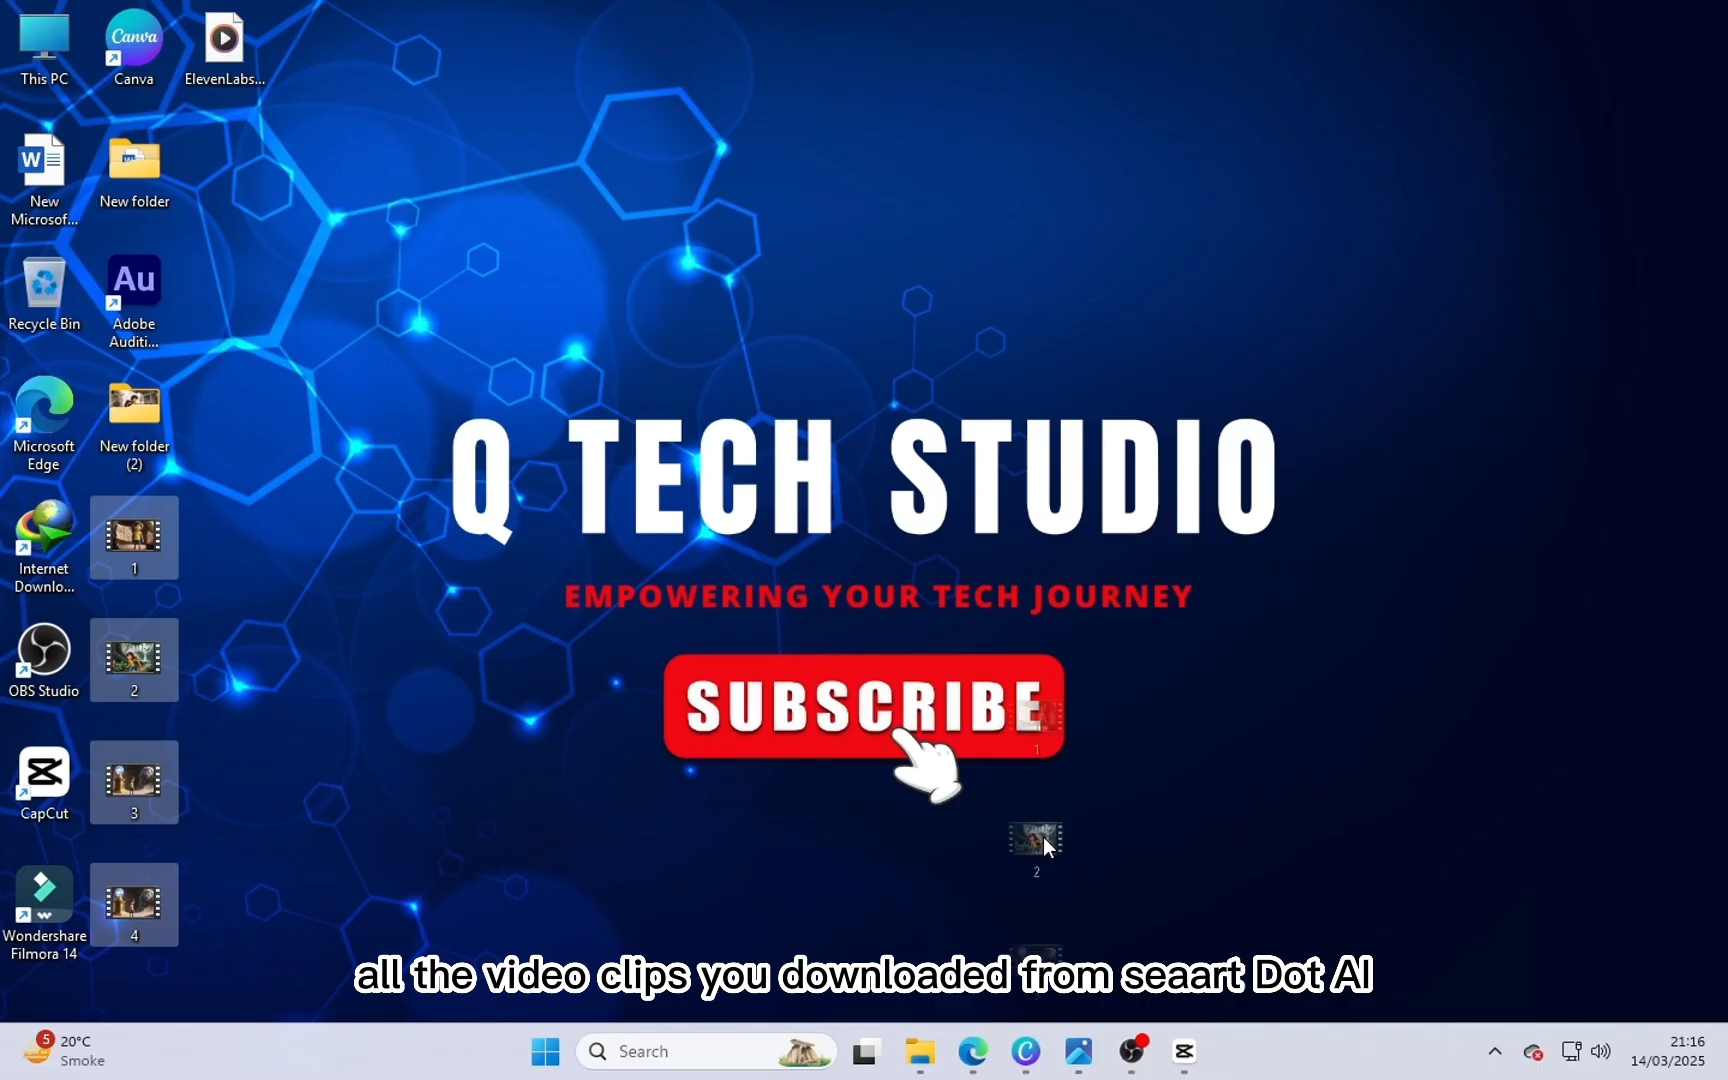 This PC
Canva
Canva
ElevenLabs...
W
New
Microsof...
New folder
Recycle Bin
Au
Adobe
Auditi...
Microsoft
Edge
New folder
(2)
Internet
Downlo...
1
OBS Studio
2
CapCut
3
Wondershare
Filmora 14
4
Q TECH STUDIO
EMPOWERING YOUR TECH JOURNEY
SUBSCRIBE
1
2
all the video clips you downloaded from seaart Dot AI
5
20°C
Smoke
Search
21:16
14/03/2025